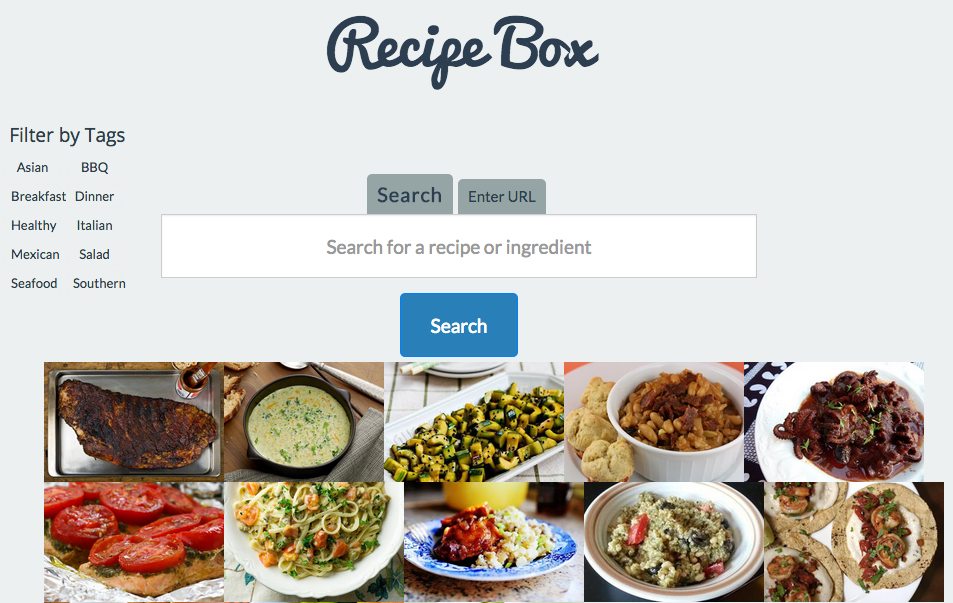 Recipe Box
Filter by Tags
Asian BBQ
Breakfast Dinner
Healthy Italian
Mexican Salad
Seafood Southern
Search Enter URL
Search for a recipe or ingredient
Search